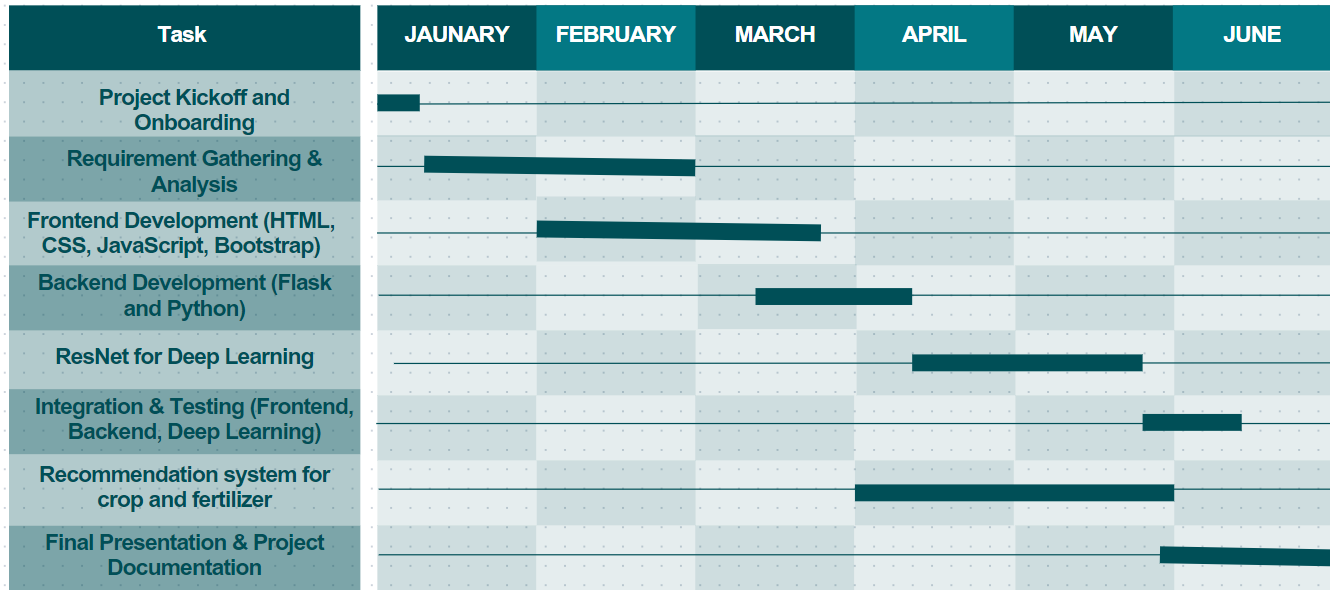 Task
JAUNARY
FEBRUARY
MARCH
APRIL
MAY
JUNE
Project Kickoff and
Onboarding
Requirement Gathering &
Analysis
Frontend Development (HTML,
CSS, JavaScript, Bootstrap)
Backend Development (Flask
and Python)
ResNet for Deep Learning
Integration & Testing (Frontend,
Backend, Deep Learning)
Recommendation system for
crop and fertilizer
Final Presentation & Project
Documentation